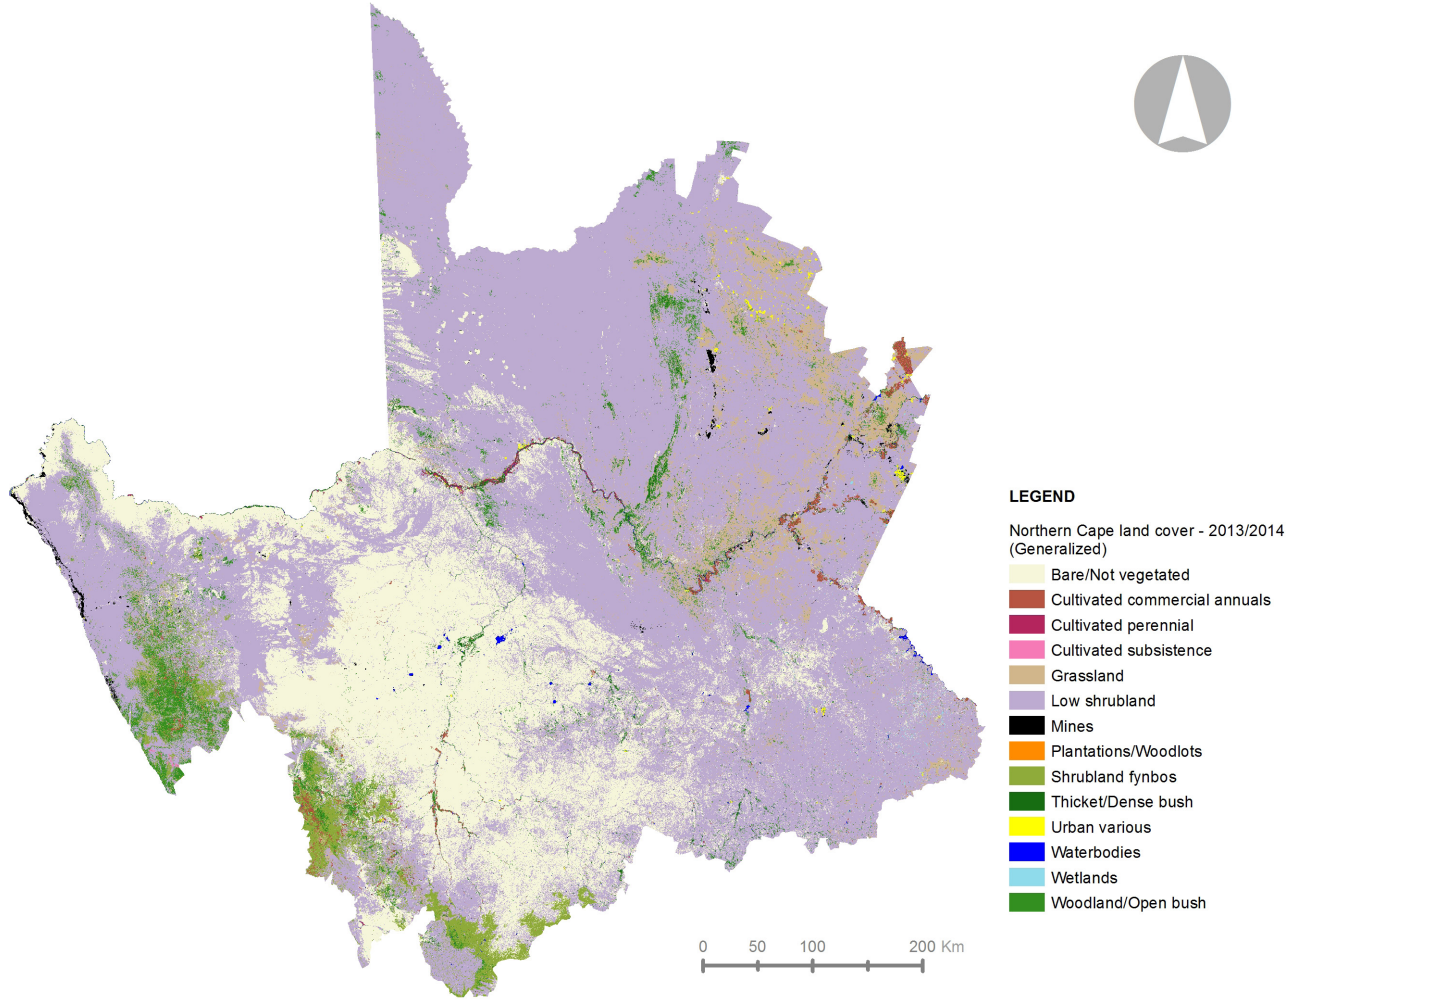 LEGEND
Northern Cape land cover - 2013/2014
(Generalized)
Bare/Not vegetated
Cultivated commercial annuals
Cultivated perennial
Cultivated subsistence
Grassland
Low shrubland
Mines
Plantations/Woodlots
Shrubland fynbos
Thicket/Dense bush
Urban various
Waterbodies
Wetlands
Woodland/Open bush
0 50 100 200 Km